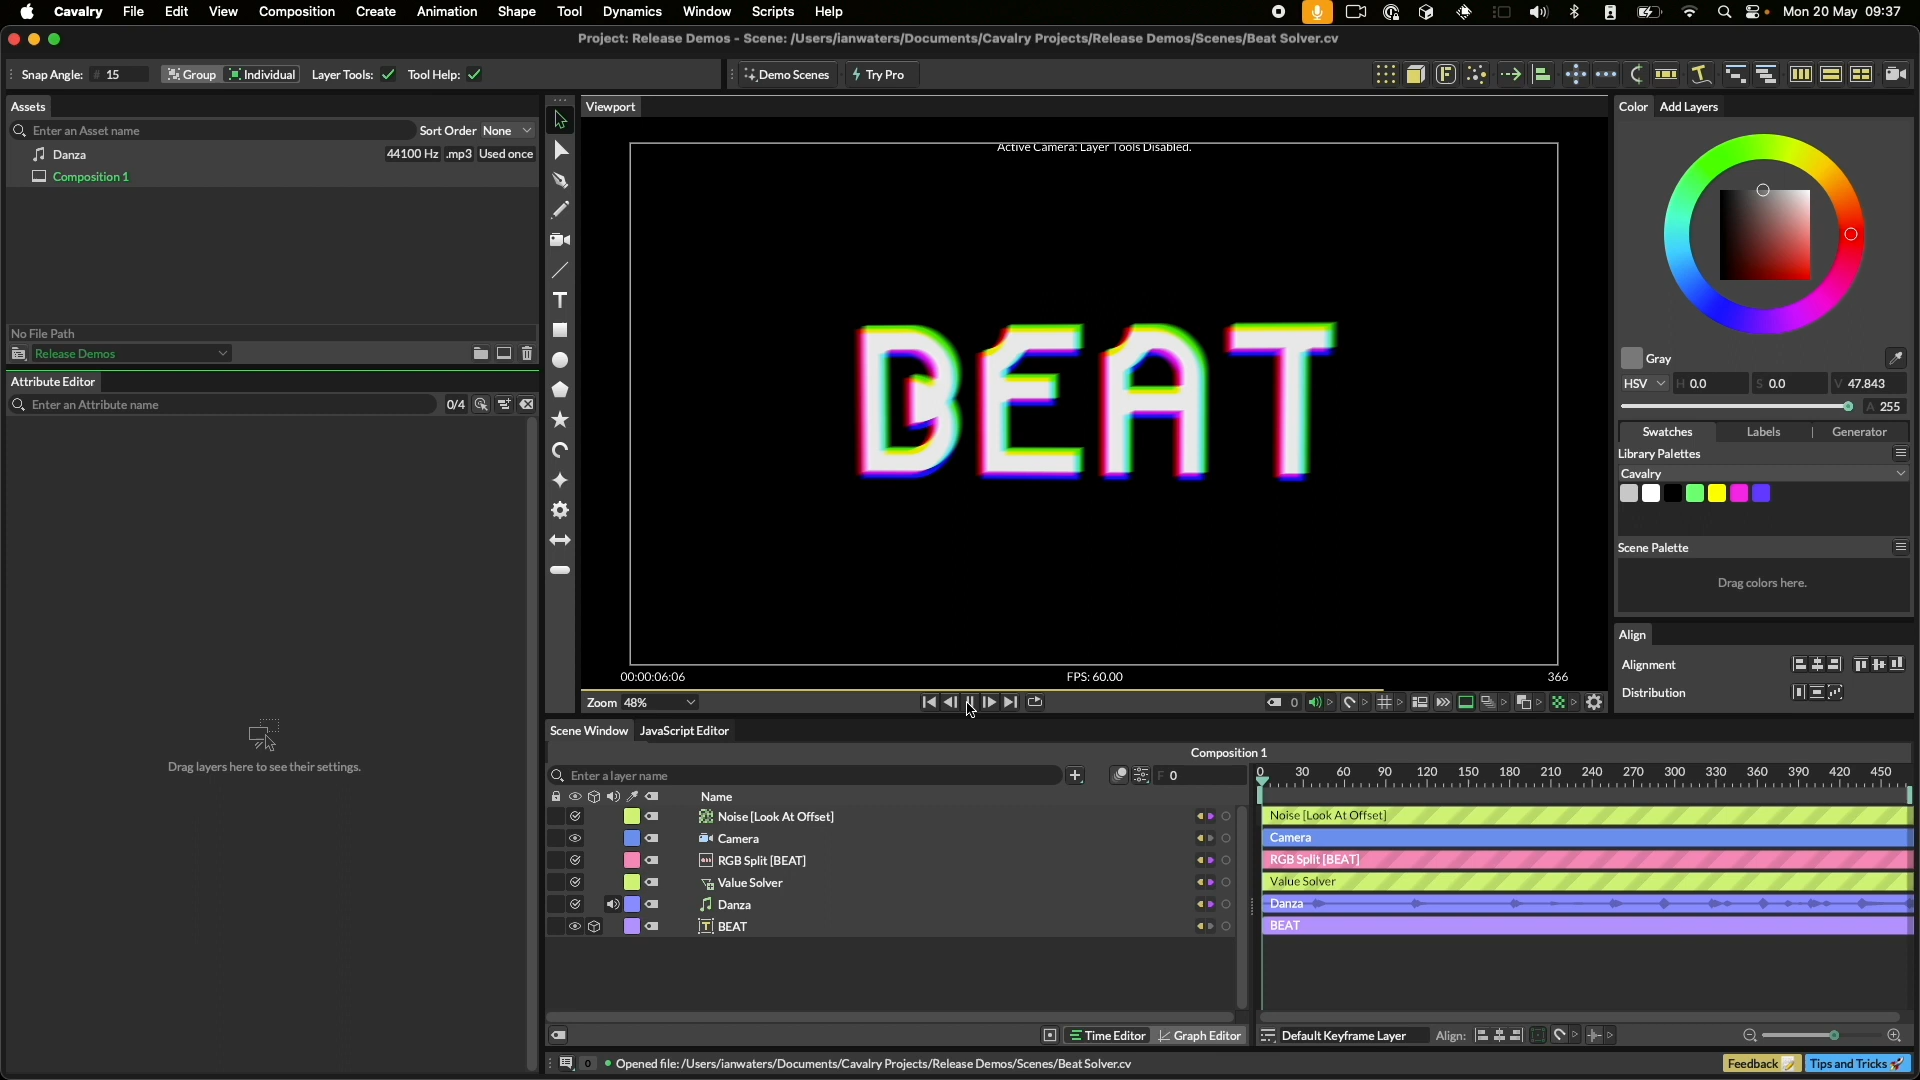 Cavalry File Edit View Composition Create Animation Shape Tool Dynamics Window Scripts Help Mon 20 May 09:37
Project: Release Demos - Scene: /Users/ianwaters/Documents/Cavalry Projects/Release Demos/Scenes/Beat Solver.cv
Snap Angle: # 15 Group Individual Layer Tools: Tool Help: Demo Scenes Try Pro
Assets
Enter an Asset name Sort Order None
Danza 44100 Hz .mp3 Used once
Composition 1
No File Path
Release Demos
Attribute Editor
Enter an Attribute name 0/4
Drag layers here to see their settings.
Viewport
Active Camera: Layer Tools Disabled.
BEAT
00:00:06:06 FPS: 60.00 366
Zoom 48% 0
Color Add Layers
Gray
HSV H 0.0 S 0.0 V 47.843
A 255
Swatches Labels Generator
Library Palettes
Cavalry
Scene Palette
Drag colors here.
Align
Alignment
Distribution
Scene Window JavaScript Editor
Composition 1
Enter a layer name F 0
0 30 60 90 120 150 180 210 240 270 300 330 360 390 420 450
Name
Noise [Look At Offset] Noise [Look At Offset]
Camera Camera
RGB Split [BEAT] RGB Split [BEAT]
Value Solver Value Solver
Danza Danza
BEAT BEAT
Time Editor Graph Editor Default Keyframe Layer Align:
0 Opened file: /Users/ianwaters/Documents/Cavalry Projects/Release Demos/Scenes/Beat Solver.cv
Feedback Tips and Tricks